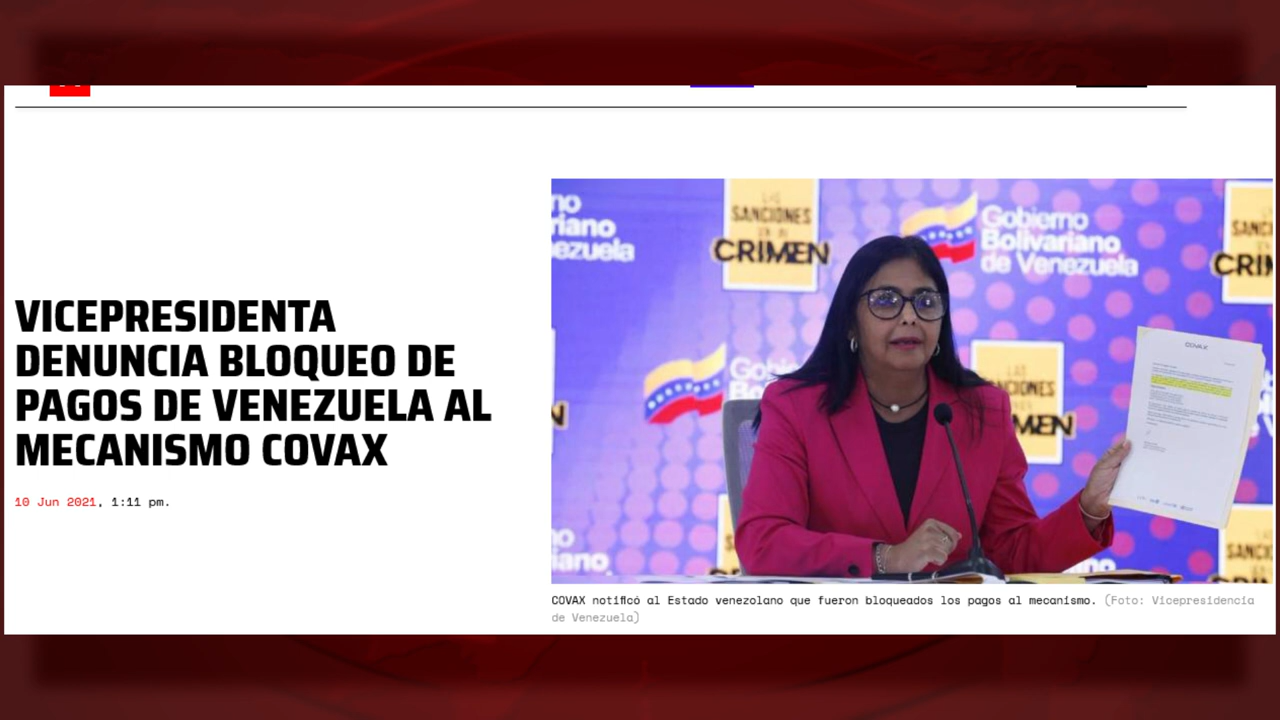 VICEPRESIDENTA
DENUNCIA BLOQUEO DE
PAGOS DE VENEZUELA AL
MECANISMO COVAX
10 Jun 2021, 1:11 pm.
LAS
SANCIONES
SON UN
CRIMEN
Gobierno
Bolivariano
de Venezuela
COVAX
COVAX notificó al Estado venezolano que fueron bloqueados los pagos al mecanismo. (Foto: Vicepresidencia
de Venezuela)